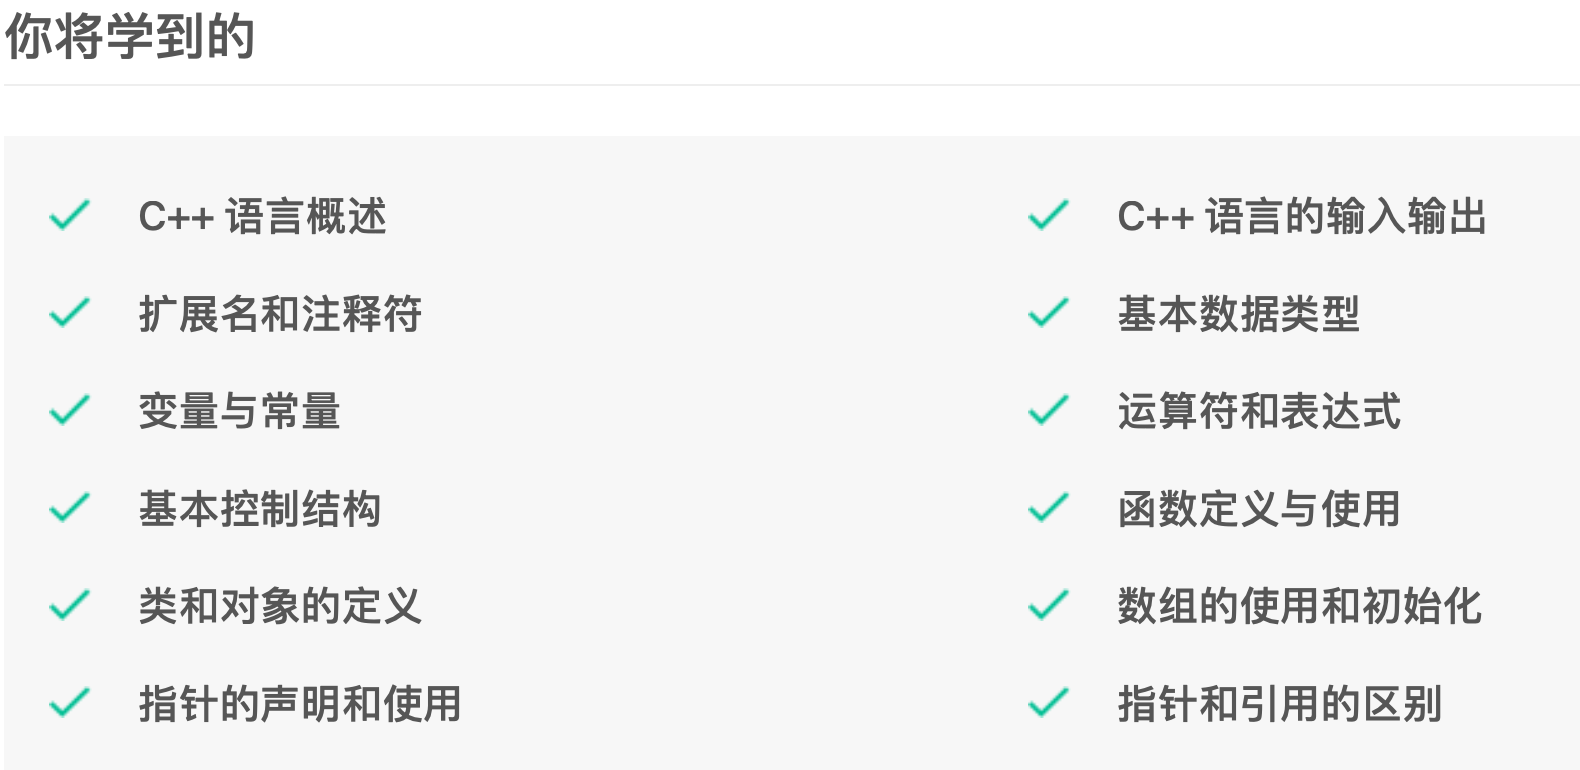 你将学到的
C++ 语言概述
C++ 语言的输入输出
扩展名和注释符
基本数据类型
变量与常量
运算符和表达式
基本控制结构
函数定义与使用
类和对象的定义
数组的使用和初始化
指针的声明和使用
指针和引用的区别